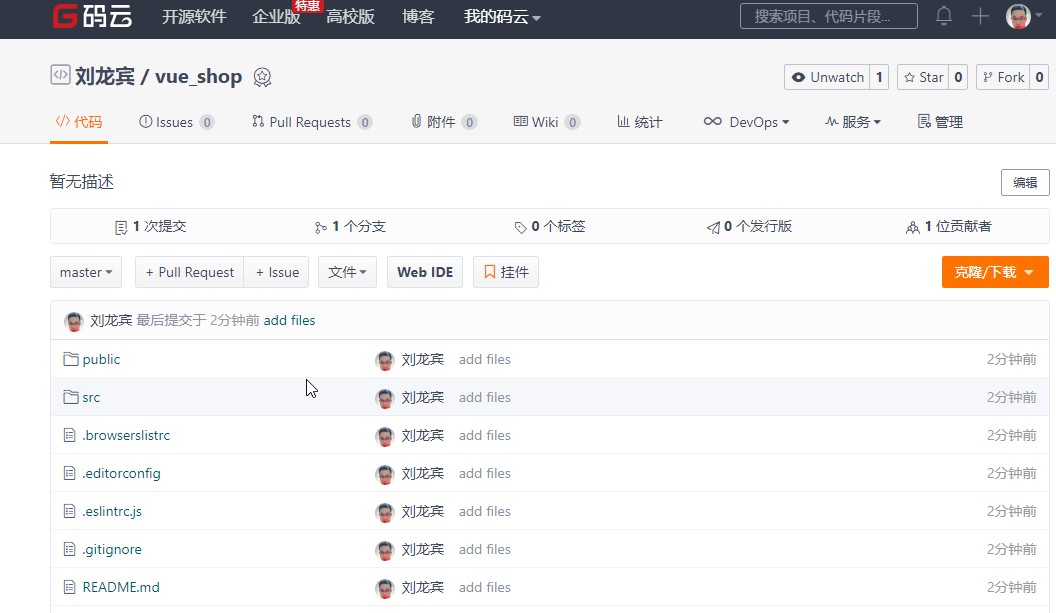 码云 开源软件 企业版 特惠 高校版 博客 我的码云 搜索项目、代码片段...
刘龙宾 / vue_shop Unwatch 1 Star 0 Fork 0
代码 Issues 0 Pull Requests 0 附件 0 Wiki 0 统计 DevOps 服务 管理
暂无描述 编辑
1 次提交 1 个分支 0 个标签 0 个发行版 1 位贡献者
master + Pull Request + Issue 文件 Web IDE 挂件 克隆/下载
刘龙宾 最后提交于 2分钟前 add files
public 刘龙宾 add files 2分钟前
src 刘龙宾 add files 2分钟前
.browserslistrc 刘龙宾 add files 2分钟前
.editorconfig 刘龙宾 add files 2分钟前
.eslintrc.js 刘龙宾 add files 2分钟前
.gitignore 刘龙宾 add files 2分钟前
README.md 刘龙宾 add files 2分钟前